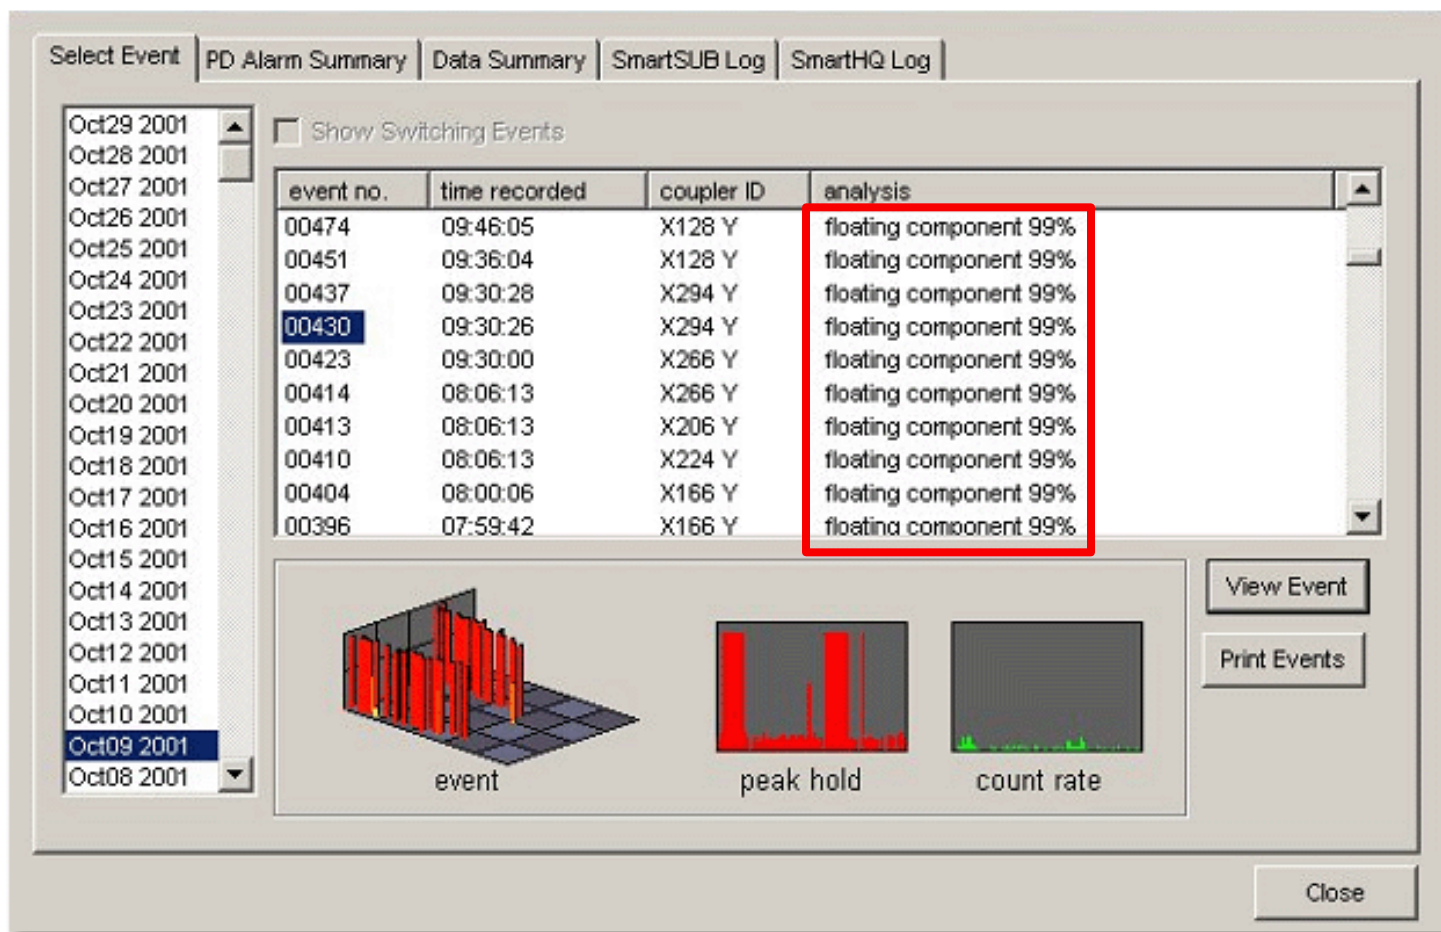 Select Event PD Alarm Summary Data Summary SmartSUB Log SmartHQ Log
Oct29 2001
Oct28 2001
Oct27 2001
Oct26 2001
Oct25 2001
Oct24 2001
Oct23 2001
Oct22 2001
Oct21 2001
Oct20 2001
Oct19 2001
Oct18 2001
Oct17 2001
Oct16 2001
Oct15 2001
Oct14 2001
Oct13 2001
Oct12 2001
Oct11 2001
Oct10 2001
Oct09 2001
Oct08 2001
Show Switching Events
event no. time recorded coupler ID analysis
00474 09:46:05 X128 Y floating component 99%
00451 09:36:04 X128 Y floating component 99%
00437 09:30:28 X294 Y floating component 99%
00430 09:30:26 X294 Y floating component 99%
00423 09:30:00 X266 Y floating component 99%
00414 08:06:13 X266 Y floating component 99%
00413 08:06:13 X206 Y floating component 99%
00410 08:06:13 X224 Y floating component 99%
00404 08:00:06 X166 Y floating component 99%
00396 07:59:42 X166 Y floating component 99%
event peak hold count rate
View Event
Print Events
Close